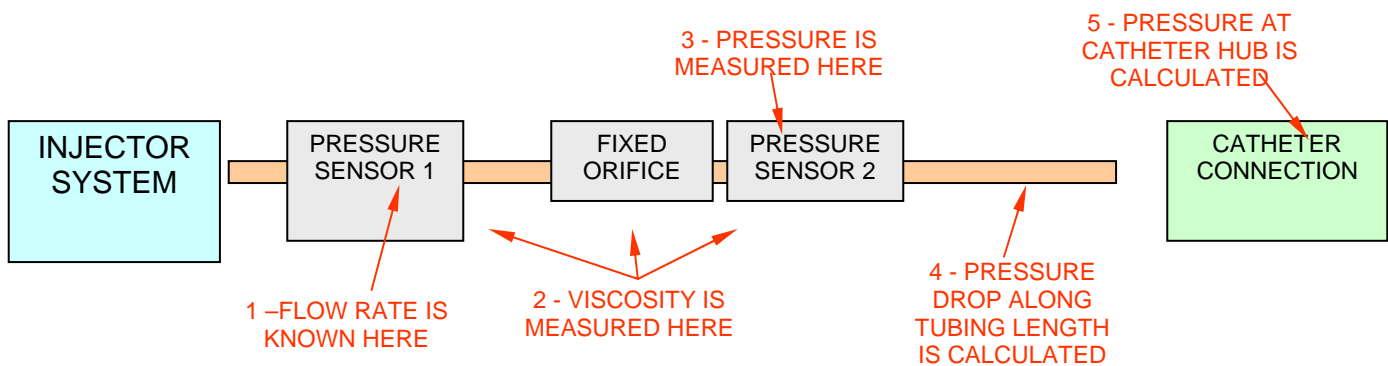 5 - PRESSURE AT
CATHETER HUB IS
CALCULATED
3 - PRESSURE IS
MEASURED HERE
INJECTOR
SYSTEM
PRESSURE
SENSOR 1
FIXED
ORIFICE
PRESSURE
SENSOR 2
CATHETER
CONNECTION
1 –FLOW RATE IS
KNOWN HERE
2 - VISCOSITY IS
MEASURED HERE
4 - PRESSURE
DROP ALONG
TUBING LENGTH
IS CALCULATED